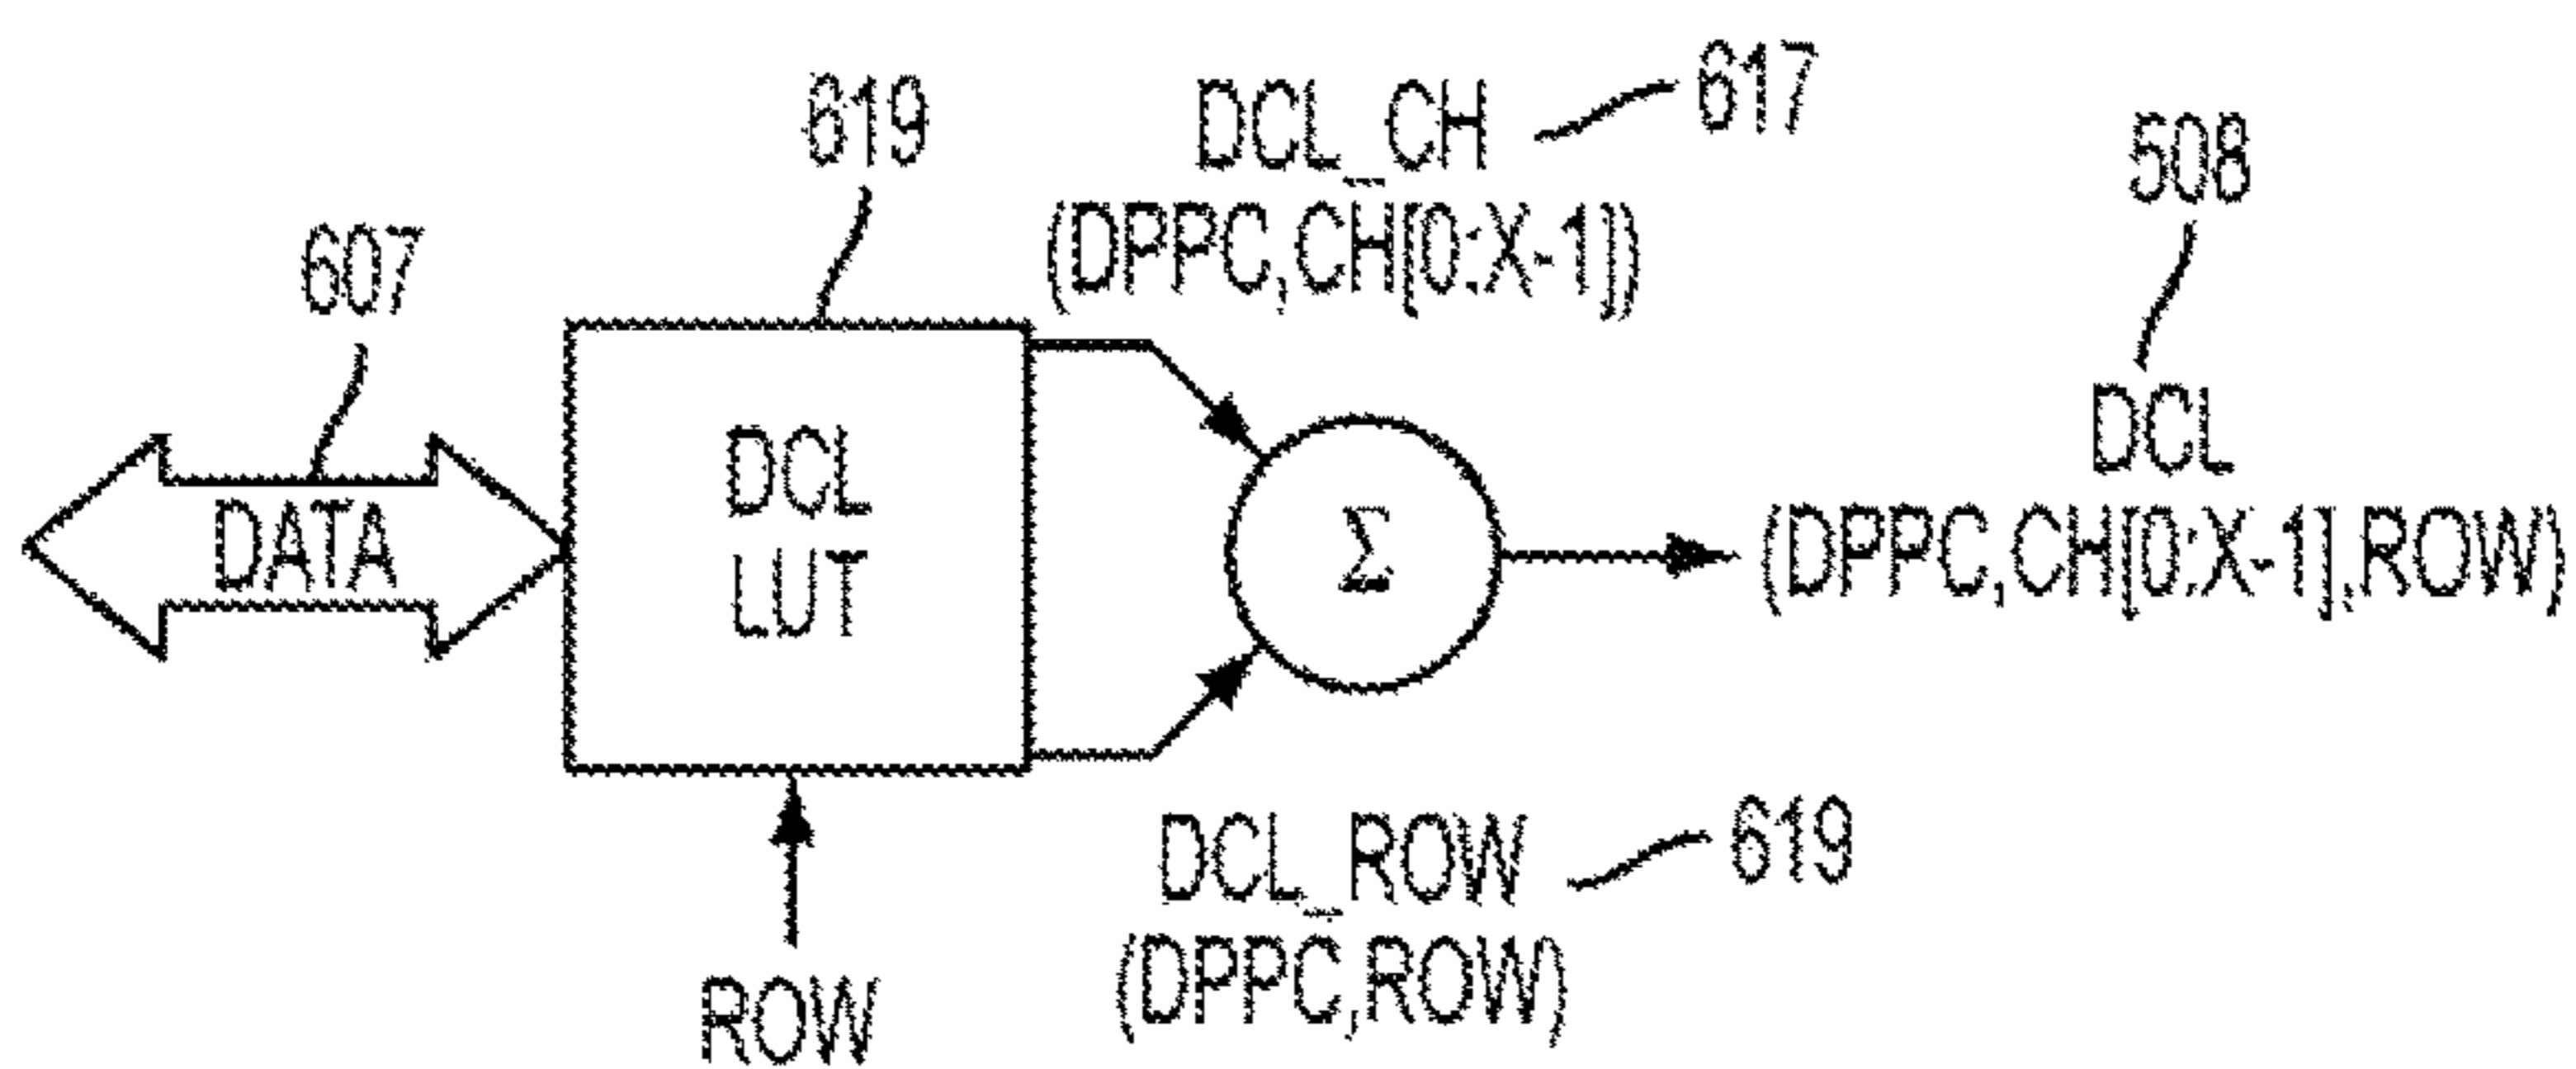 607
DATA
619
DCL
LUT
ROW
DCL_CH
(DPPC,CH[0:X-1])
617
Σ
DCL_ROW
(DPPC,ROW)
619
508
DCL
(DPPC,CH[0:X-1],ROW)